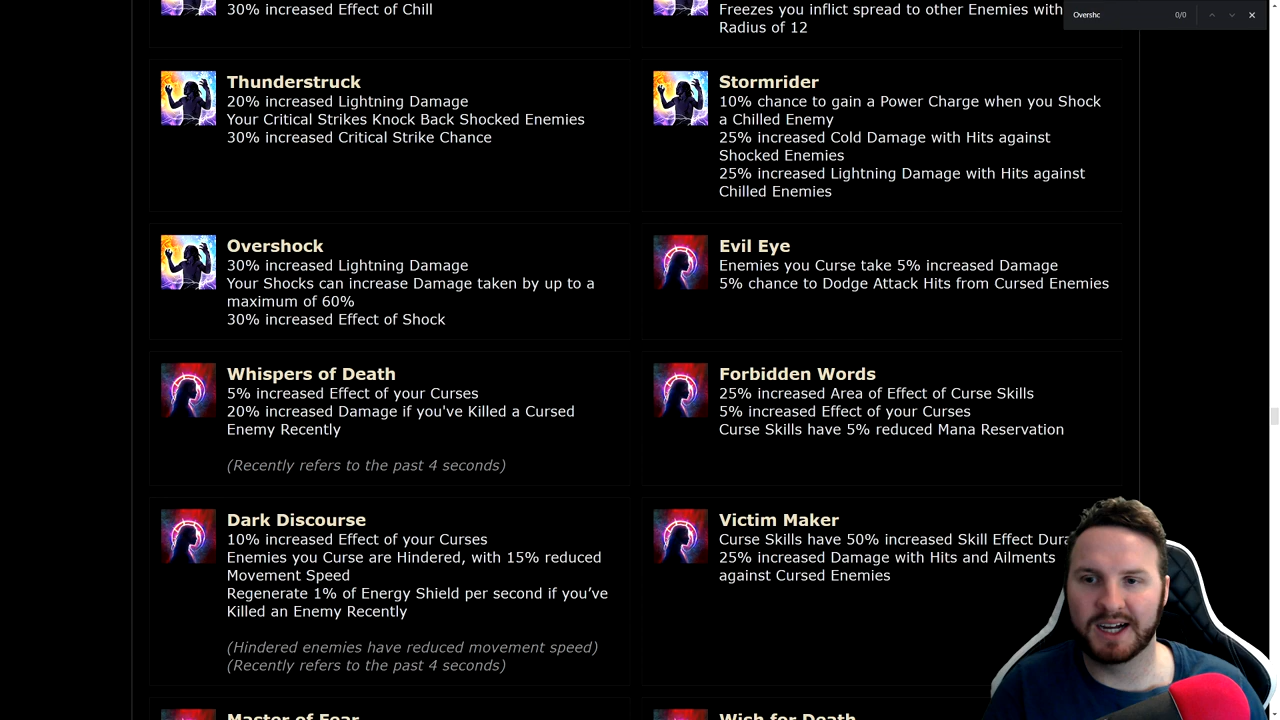 Overshc 0/0
30% increased Effect of Chill
Freezes you inflict spread to other Enemies with
Radius of 12
Thunderstruck
20% increased Lightning Damage
Your Critical Strikes Knock Back Shocked Enemies
30% increased Critical Strike Chance
Stormrider
10% chance to gain a Power Charge when you Shock
a Chilled Enemy
25% increased Cold Damage with Hits against
Shocked Enemies
25% increased Lightning Damage with Hits against
Chilled Enemies
Overshock
30% increased Lightning Damage
Your Shocks can increase Damage taken by up to a
maximum of 60%
30% increased Effect of Shock
Evil Eye
Enemies you Curse take 5% increased Damage
5% chance to Dodge Attack Hits from Cursed Enemies
Whispers of Death
5% increased Effect of your Curses
20% increased Damage if you've Killed a Cursed
Enemy Recently
(Recently refers to the past 4 seconds)
Forbidden Words
25% increased Area of Effect of Curse Skills
5% increased Effect of your Curses
Curse Skills have 5% reduced Mana Reservation
Dark Discourse
10% increased Effect of your Curses
Enemies you Curse are Hindered, with 15% reduced
Movement Speed
Regenerate 1% of Energy Shield per second if you’ve
Killed an Enemy Recently
(Hindered enemies have reduced movement speed)
(Recently refers to the past 4 seconds)
Victim Maker
Curse Skills have 50% increased Skill Effect
25% increased Damage with Hits and Ailments
against Cursed Enemies
Master of Fear
Wish for Death